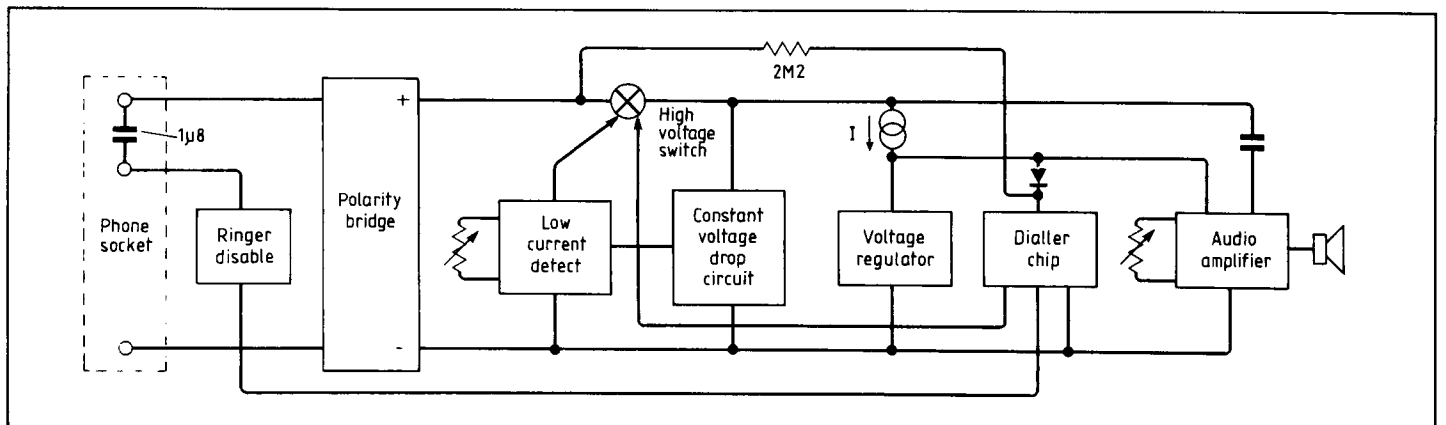 2M2
+
High
voltage
switch
1µ8
I
Polarity
bridge
Phone
socket
Ringer
disable
Low
current
detect
Constant
voltage
drop
circuit
Voltage
regulator
Dialler
chip
Audio
amplifier
-